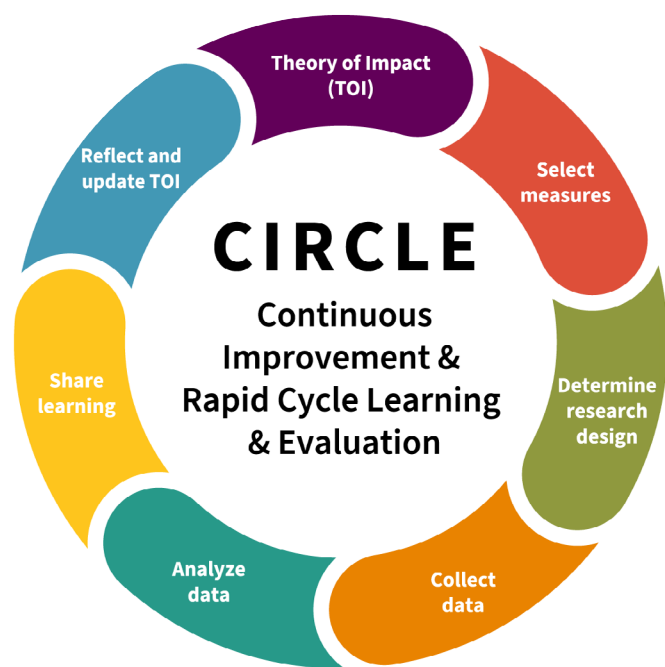 Theory of Impact
(TOI)
Select
measures
Determine
research
design
Collect
data
Analyze
data
Share
learning
Reflect and
update TOI
CIRCLE
Continuous
Improvement &
Rapid Cycle Learning
& Evaluation